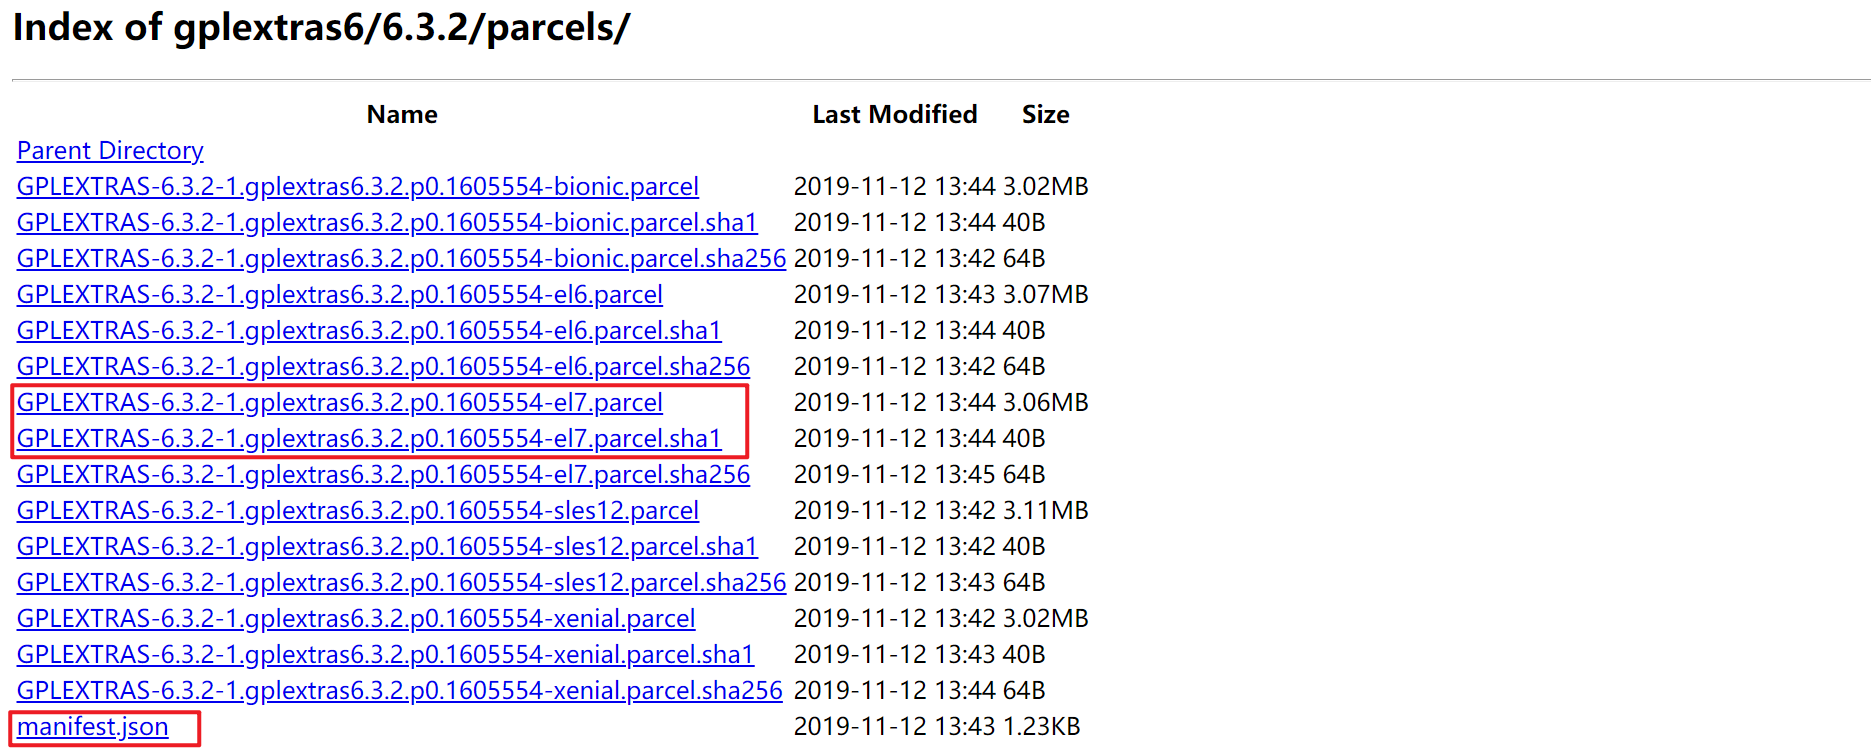 Index of gplextras6/6.3.2/parcels/
Name Last Modified Size
Parent Directory
GPLEXTRAS-6.3.2-1.gplextras6.3.2.p0.1605554-bionic.parcel 2019-11-12 13:44 3.02MB
GPLEXTRAS-6.3.2-1.gplextras6.3.2.p0.1605554-bionic.parcel.sha1 2019-11-12 13:44 40B
GPLEXTRAS-6.3.2-1.gplextras6.3.2.p0.1605554-bionic.parcel.sha256 2019-11-12 13:42 64B
GPLEXTRAS-6.3.2-1.gplextras6.3.2.p0.1605554-el6.parcel 2019-11-12 13:43 3.07MB
GPLEXTRAS-6.3.2-1.gplextras6.3.2.p0.1605554-el6.parcel.sha1 2019-11-12 13:44 40B
GPLEXTRAS-6.3.2-1.gplextras6.3.2.p0.1605554-el6.parcel.sha256 2019-11-12 13:42 64B
GPLEXTRAS-6.3.2-1.gplextras6.3.2.p0.1605554-el7.parcel 2019-11-12 13:44 3.06MB
GPLEXTRAS-6.3.2-1.gplextras6.3.2.p0.1605554-el7.parcel.sha1 2019-11-12 13:44 40B
GPLEXTRAS-6.3.2-1.gplextras6.3.2.p0.1605554-el7.parcel.sha256 2019-11-12 13:45 64B
GPLEXTRAS-6.3.2-1.gplextras6.3.2.p0.1605554-sles12.parcel 2019-11-12 13:42 3.11MB
GPLEXTRAS-6.3.2-1.gplextras6.3.2.p0.1605554-sles12.parcel.sha1 2019-11-12 13:42 40B
GPLEXTRAS-6.3.2-1.gplextras6.3.2.p0.1605554-sles12.parcel.sha256 2019-11-12 13:43 64B
GPLEXTRAS-6.3.2-1.gplextras6.3.2.p0.1605554-xenial.parcel 2019-11-12 13:42 3.02MB
GPLEXTRAS-6.3.2-1.gplextras6.3.2.p0.1605554-xenial.parcel.sha1 2019-11-12 13:43 40B
GPLEXTRAS-6.3.2-1.gplextras6.3.2.p0.1605554-xenial.parcel.sha256 2019-11-12 13:44 64B
manifest.json 2019-11-12 13:43 1.23KB